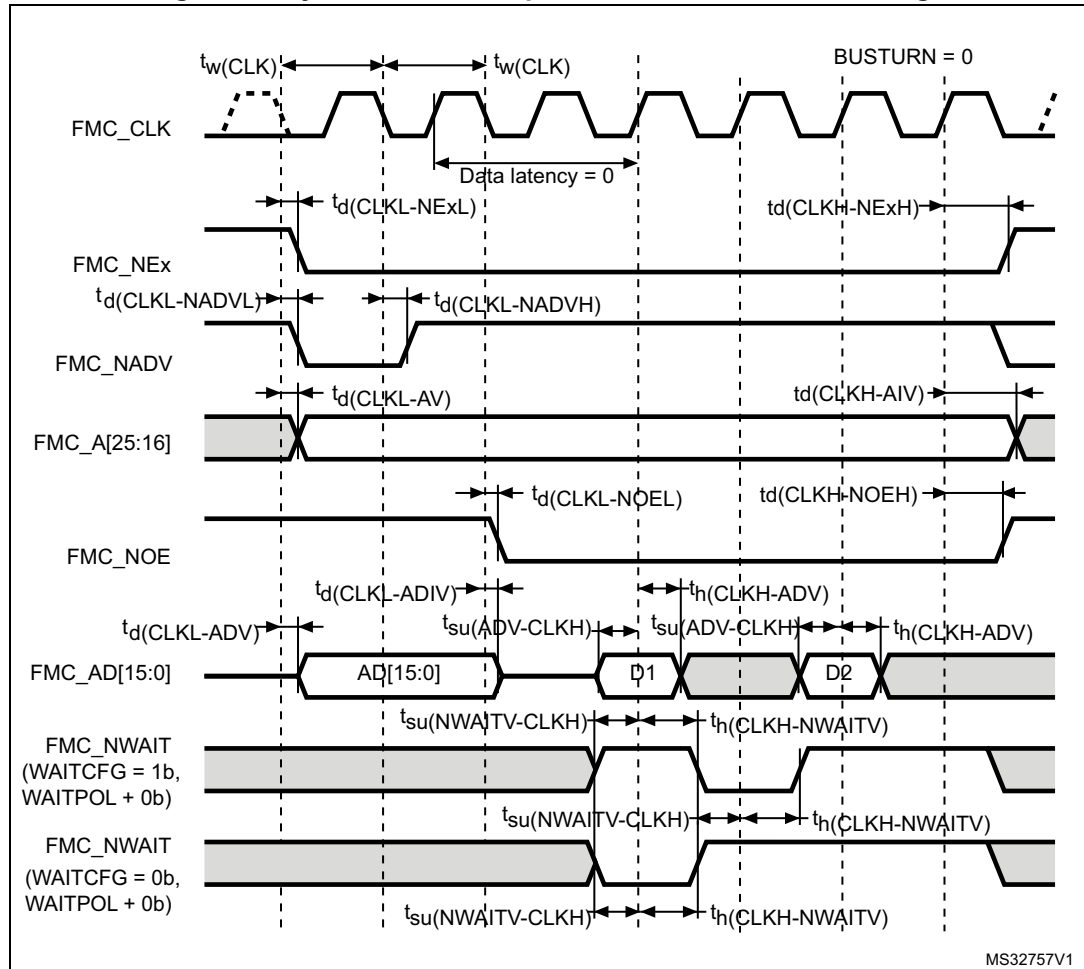 BUSTURN = 0
tw(CLK) tw(CLK)
FMC_CLK
Data latency = 0
td(CLKL-NExL) td(CLKH-NExH)
FMC_NEx
td(CLKL-NADVL) td(CLKL-NADVH)
FMC_NADV
td(CLKL-AV) td(CLKH-AIV)
FMC_A[25:16]
td(CLKL-NOEL) td(CLKH-NOEH)
FMC_NOE
td(CLKL-ADIV) th(CLKH-ADV)
td(CLKL-ADV) tsu(ADV-CLKH) tsu(ADV-CLKH) th(CLKH-ADV)
FMC_AD[15:0] AD[15:0] D1 D2
tsu(NWAITV-CLKH) th(CLKH-NWAITV)
FMC_NWAIT
(WAITCFG = 1b,
WAITPOL + 0b)
tsu(NWAITV-CLKH) th(CLKH-NWAITV)
FMC_NWAIT
(WAITCFG = 0b,
WAITPOL + 0b)
tsu(NWAITV-CLKH) th(CLKH-NWAITV)
MS32757V1